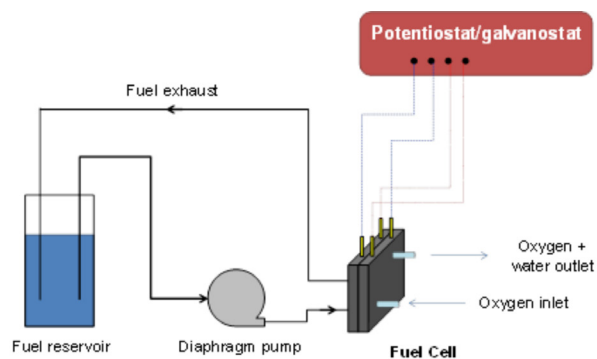 Potentiostat/galvanostat
Fuel exhaust
Oxygen +
water outlet
Oxygen inlet
Fuel reservoir
Diaphragm pump
Fuel Cell